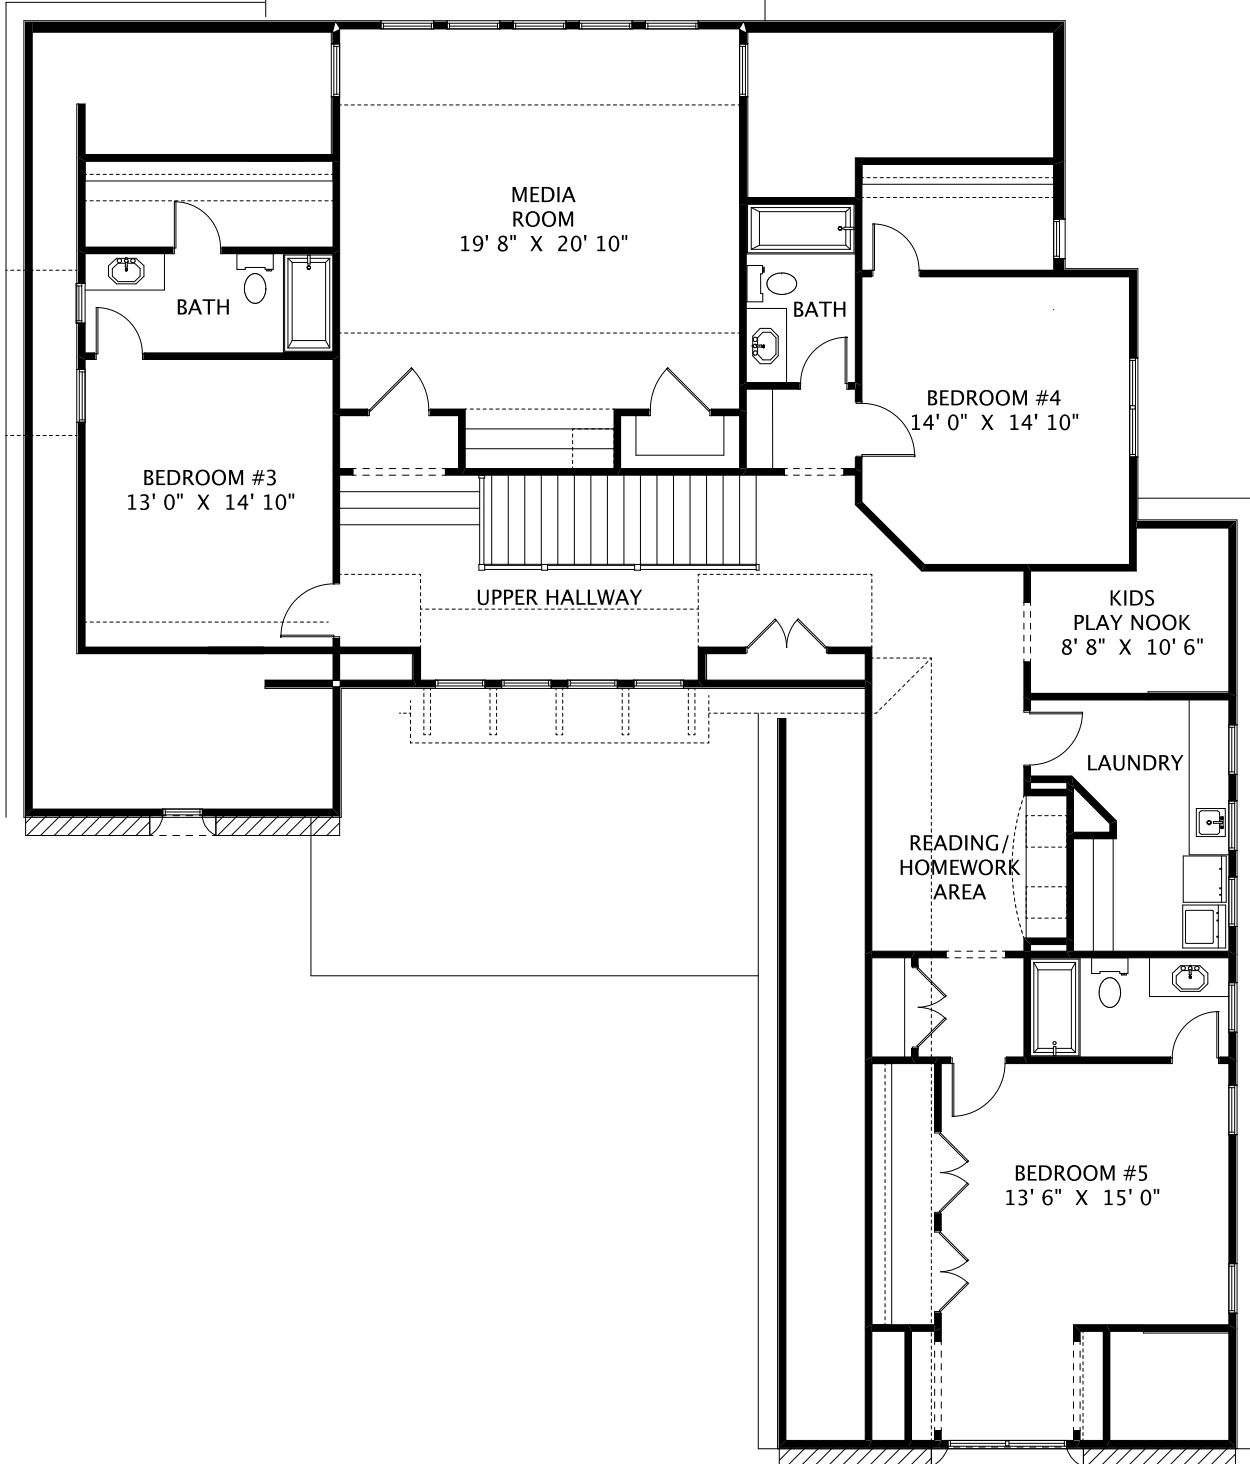 MEDIA
ROOM
19' 8" X 20' 10"
BATH
BATH
BEDROOM #4
14' 0" X 14' 10"
BEDROOM #3
13' 0" X 14' 10"
UPPER HALLWAY
KIDS
PLAY NOOK
8' 8" X 10' 6"
LAUNDRY
READING/
HOMEWORK
AREA
BEDROOM #5
13' 6" X 15' 0"